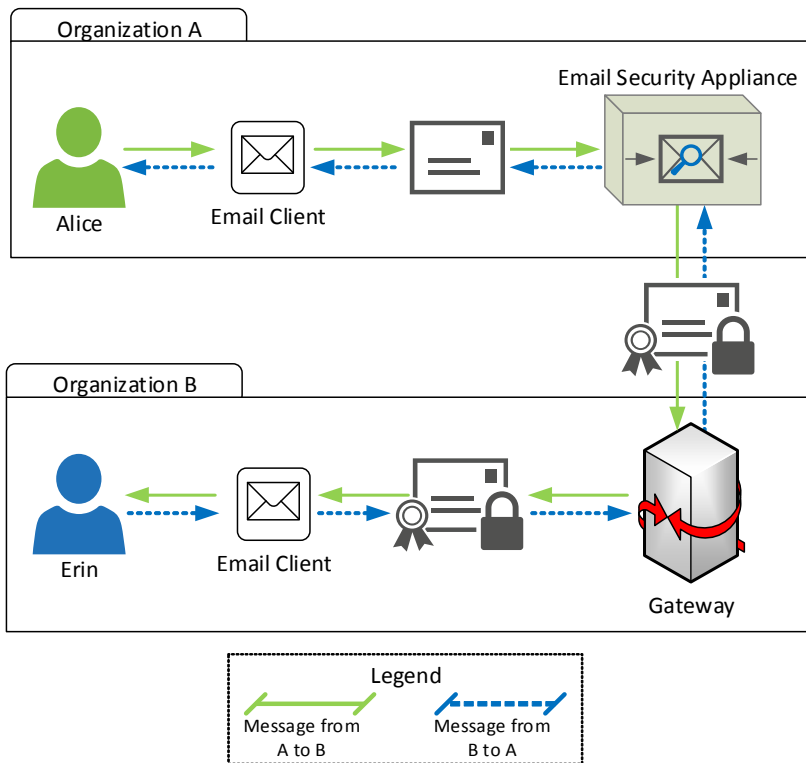 Organization A
Email Security Appliance
Alice
Email Client
Organization B
Erin
Email Client
Gateway
Legend
Message from
A to B
Message from
B to A